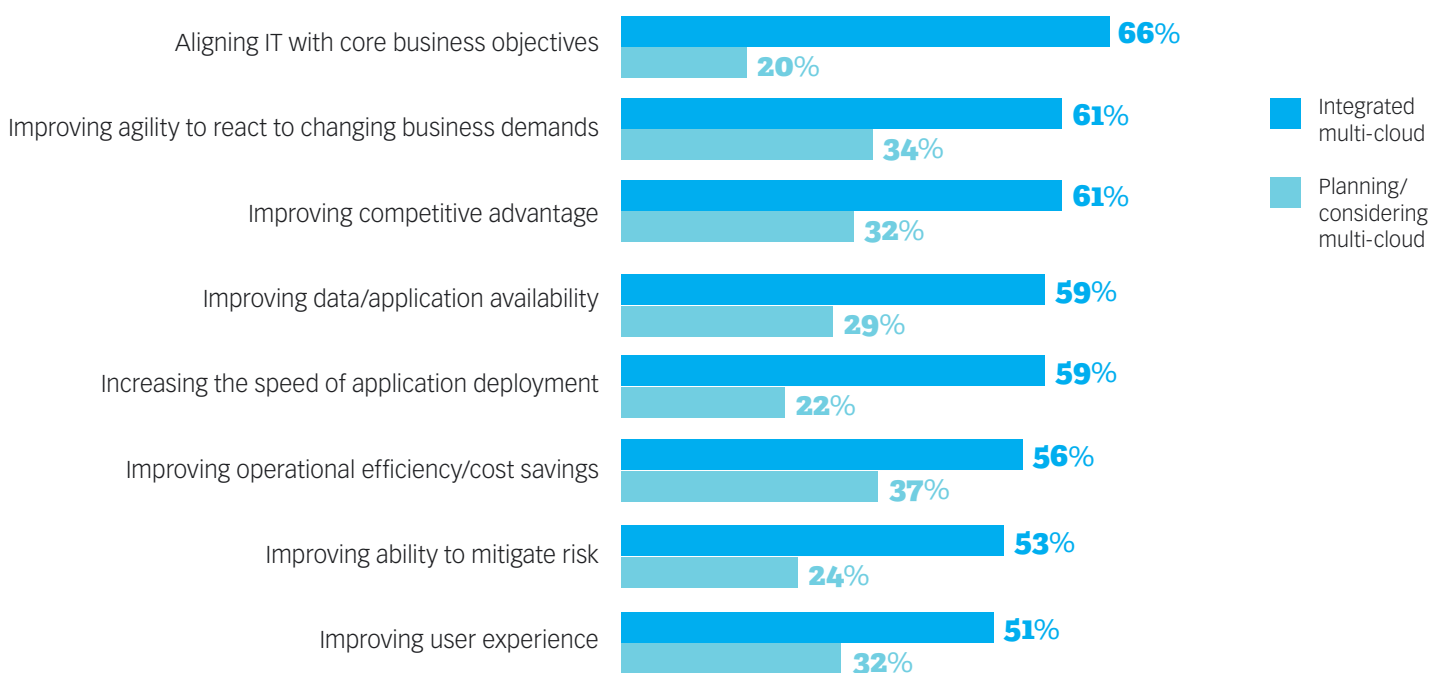 Aligning IT with core business objectives
66%
20%
Improving agility to react to changing business demands
61%
34%
Improving competitive advantage
61%
32%
Improving data/application availability
59%
29%
Increasing the speed of application deployment
59%
22%
Improving operational efficiency/cost savings
56%
37%
Improving ability to mitigate risk
53%
24%
Improving user experience
51%
32%
Integrated
multi-cloud
Planning/
considering
multi-cloud